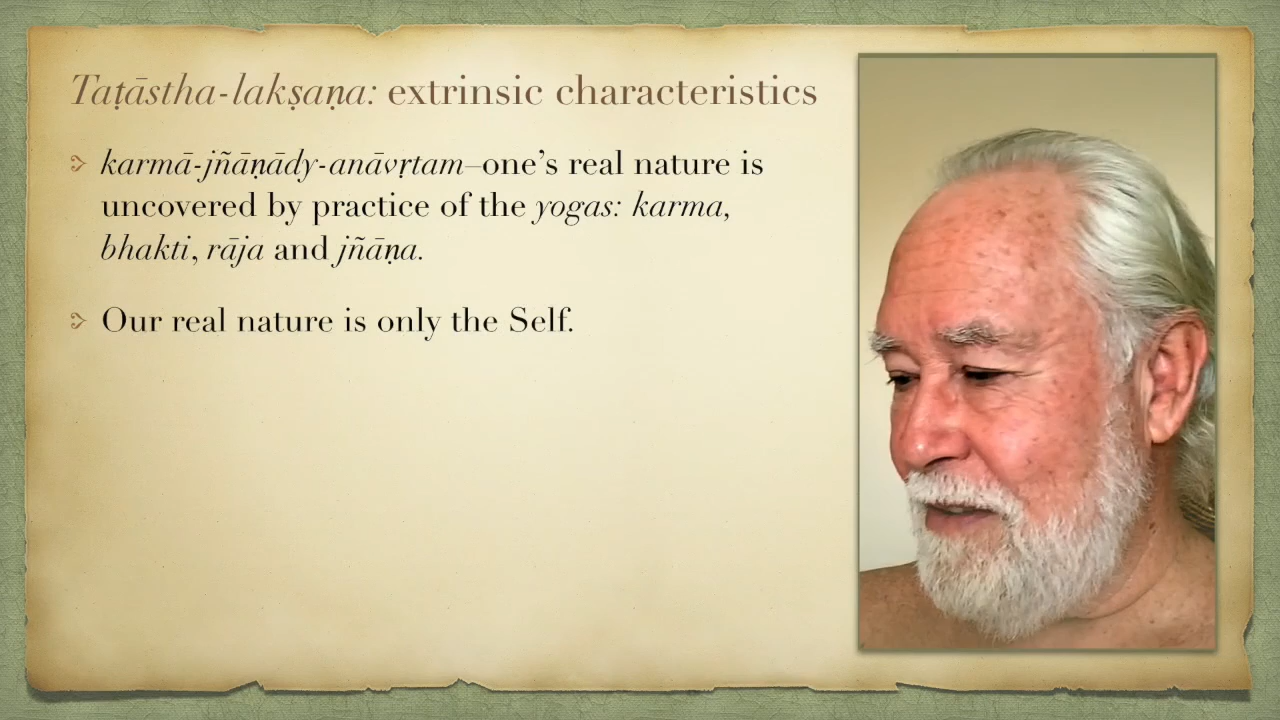 Taṭāstha-lakṣaṇa: extrinsic characteristics
karmā-jñāṇādy-anāvṛtam–one’s real nature is
uncovered by practice of the yogas: karma,
bhakti, rāja and jñāṇa.
Our real nature is only the Self.